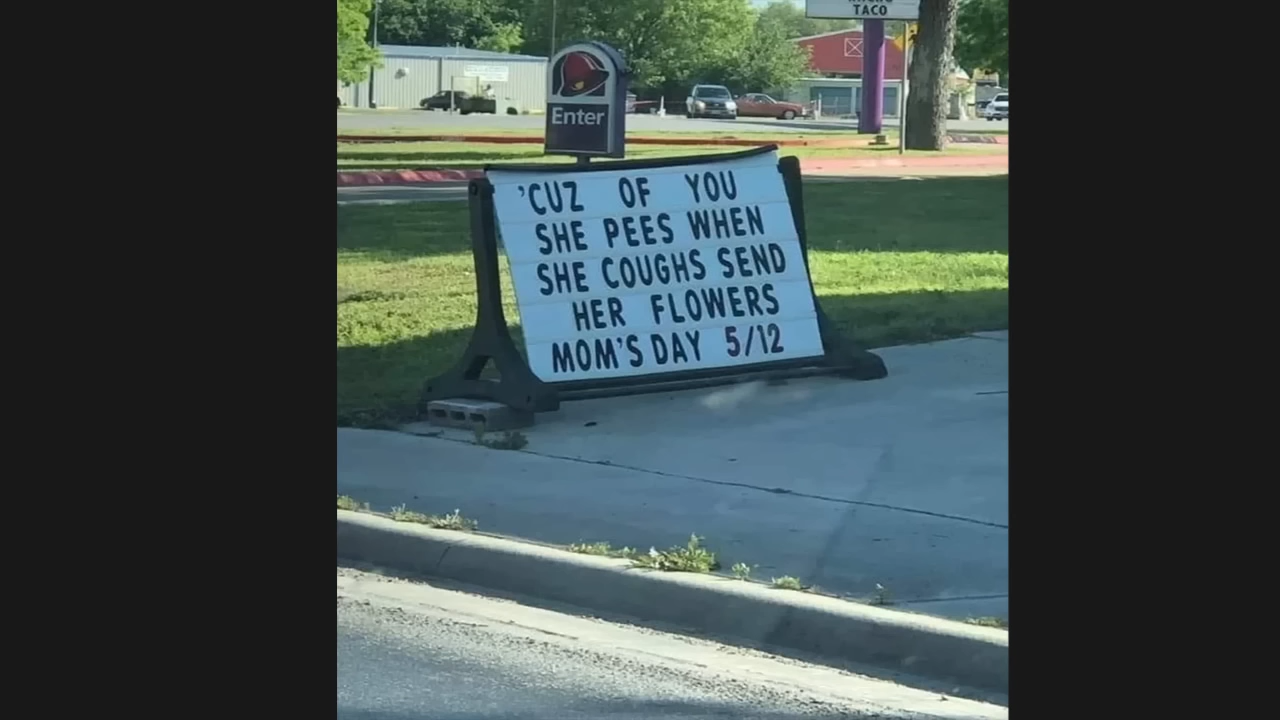 TACO
Enter
'CUZ OF YOU
SHE PEES WHEN
SHE COUGHS SEND
HER FLOWERS
MOM'S DAY 5/12